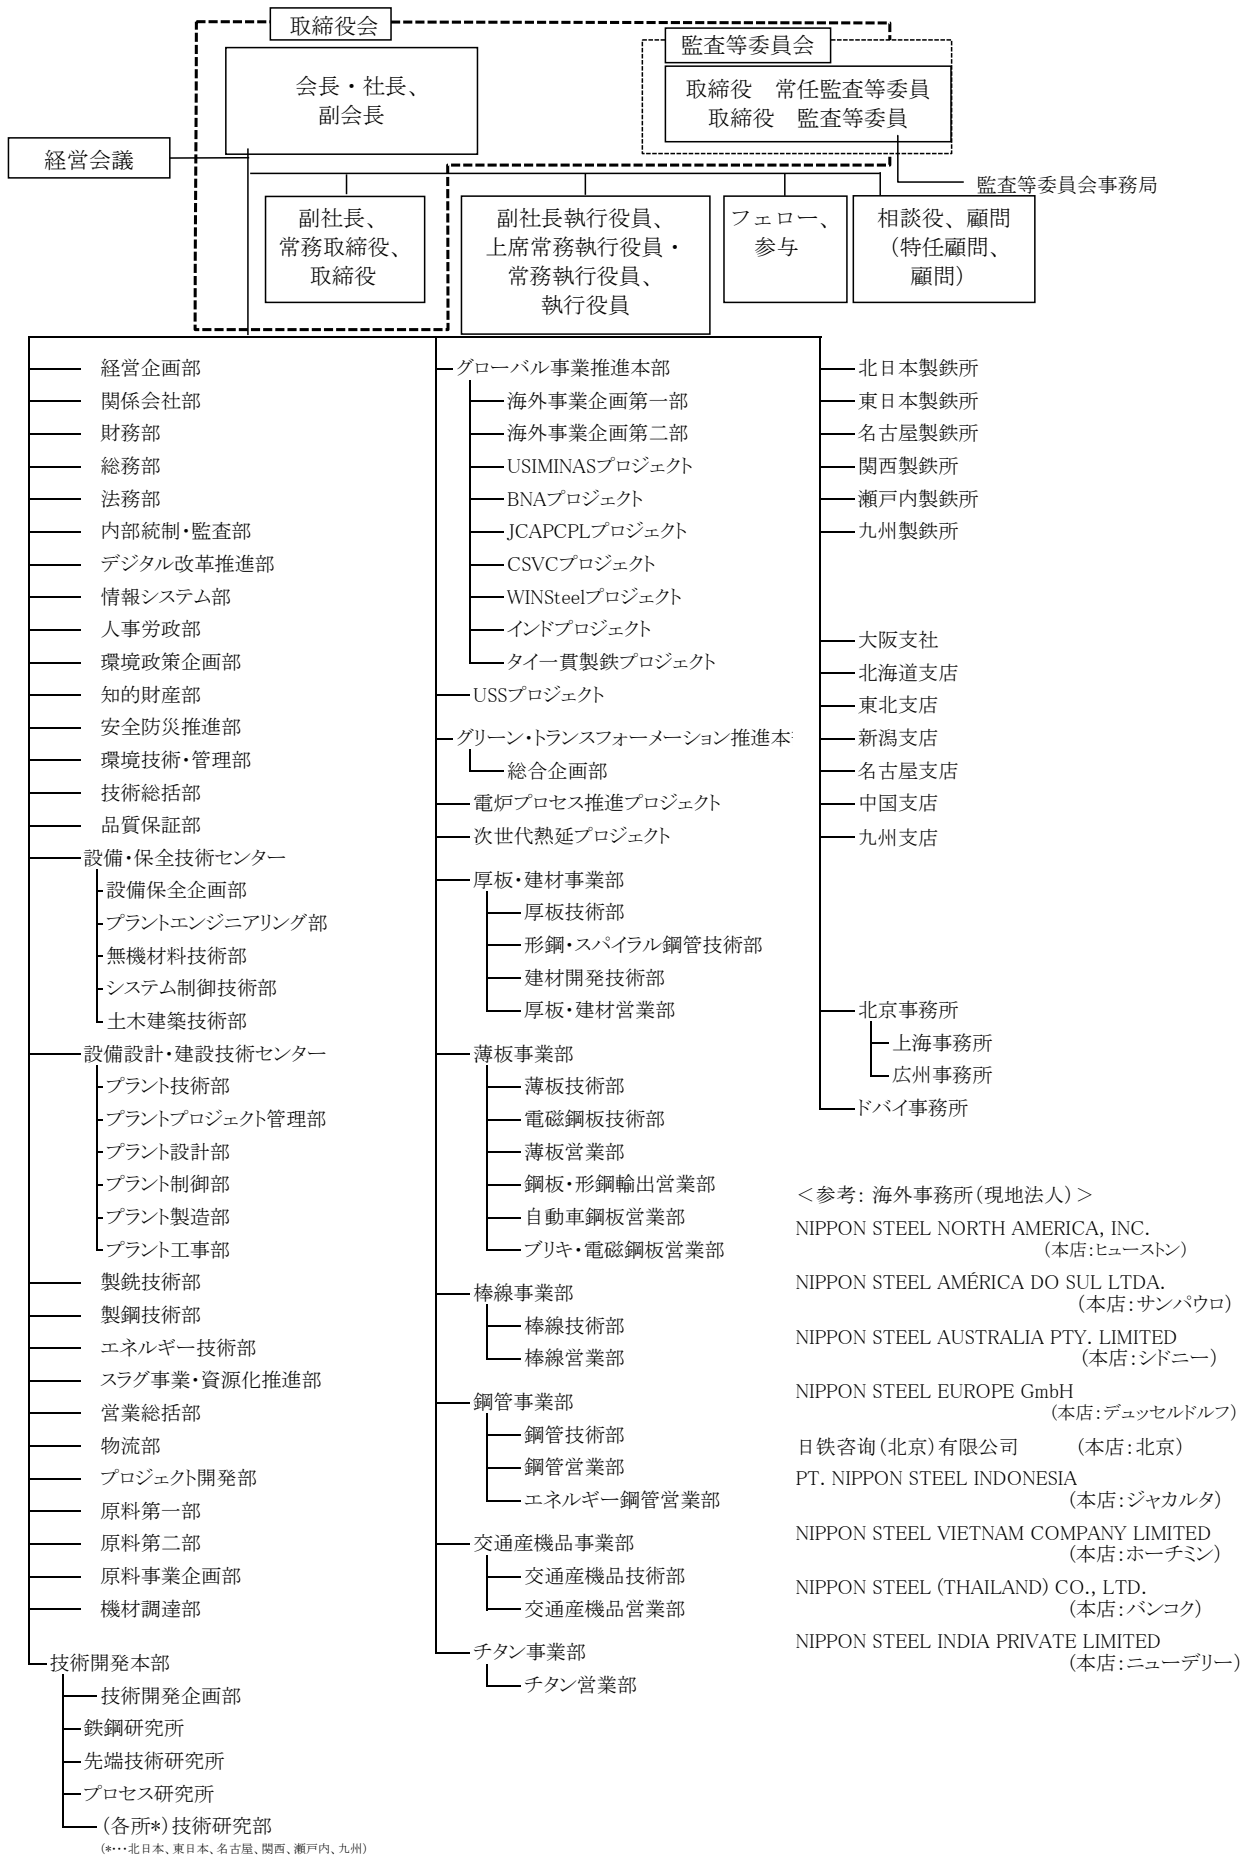 取締役会
監査等委員会
会長・社長、
副会長
取締役　常任監査等委員
取締役　監査等委員
経営会議
監査等委員会事務局
副社長、
常務取締役、
取締役
副社長執行役員、
上席常務執行役員・
常務執行役員、
執行役員
フェロー、
参与
相談役、顧問
（特任顧問、
顧問）
経営企画部
関係会社部
財務部
総務部
法務部
内部統制・監査部
デジタル改革推進部
情報システム部
人事労政部
環境政策企画部
知的財産部
安全防災推進部
環境技術・管理部
技術総括部
品質保証部
設備・保全技術センター
設備保全企画部
プラントエンジニアリング部
無機材料技術部
システム制御技術部
土木建築技術部
設備設計・建設技術センター
プラント技術部
プラントプロジェクト管理部
プラント設計部
プラント制御部
プラント製造部
プラント工事部
製銑技術部
製鋼技術部
エネルギー技術部
スラグ事業・資源化推進部
営業総括部
物流部
プロジェクト開発部
原料第一部
原料第二部
原料事業企画部
機材調達部
技術開発本部
技術開発企画部
鉄鋼研究所
先端技術研究所
プロセス研究所
（各所*）技術研究部
（*・・・北日本、東日本、名古屋、関西、瀬戸内、九州）
グローバル事業推進本部
海外事業企画第一部
海外事業企画第二部
USIMINASプロジェクト
BNAプロジェクト
JCAPCPLプロジェクト
CSVCプロジェクト
WINSteelプロジェクト
インドプロジェクト
タイ一貫製鉄プロジェクト
USSプロジェクト
グリーン・トランスフォーメーション推進本
総合企画部
電炉プロセス推進プロジェクト
次世代熱延プロジェクト
厚板・建材事業部
厚板技術部
形鋼・スパイラル鋼管技術部
建材開発技術部
厚板・建材営業部
薄板事業部
薄板技術部
電磁鋼板技術部
薄板営業部
鋼板・形鋼輸出営業部
自動車鋼板営業部
ブリキ・電磁鋼板営業部
棒線事業部
棒線技術部
棒線営業部
鋼管事業部
鋼管技術部
鋼管営業部
エネルギー鋼管営業部
交通産機品事業部
交通産機品技術部
交通産機品営業部
チタン事業部
チタン営業部
北日本製鉄所
東日本製鉄所
名古屋製鉄所
関西製鉄所
瀬戸内製鉄所
九州製鉄所
大阪支社
北海道支店
東北支店
新潟支店
名古屋支店
中国支店
九州支店
北京事務所
上海事務所
広州事務所
ドバイ事務所
＜参考：海外事務所（現地法人）＞
NIPPON STEEL NORTH AMERICA, INC.
（本店：ヒューストン）
NIPPON STEEL AMÉRICA DO SUL LTDA.
（本店：サンパウロ）
NIPPON STEEL AUSTRALIA PTY. LIMITED
（本店：シドニー）
NIPPON STEEL EUROPE GmbH
（本店：デュッセルドルフ）
日铁咨询（北京）有限公司　（本店：北京）
PT. NIPPON STEEL INDONESIA
（本店：ジャカルタ）
NIPPON STEEL VIETNAM COMPANY LIMITED
（本店：ホーチミン）
NIPPON STEEL (THAILAND) CO., LTD.
（本店：バンコク）
NIPPON STEEL INDIA PRIVATE LIMITED
（本店：ニューデリー）